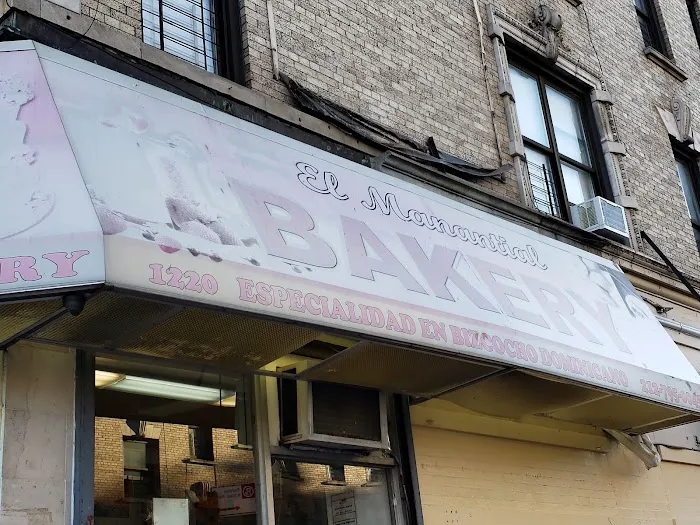 RY
El Manantial
BAKERY
1220 ESPECIALIDAD EN BIZCOCHO DOMINICANO